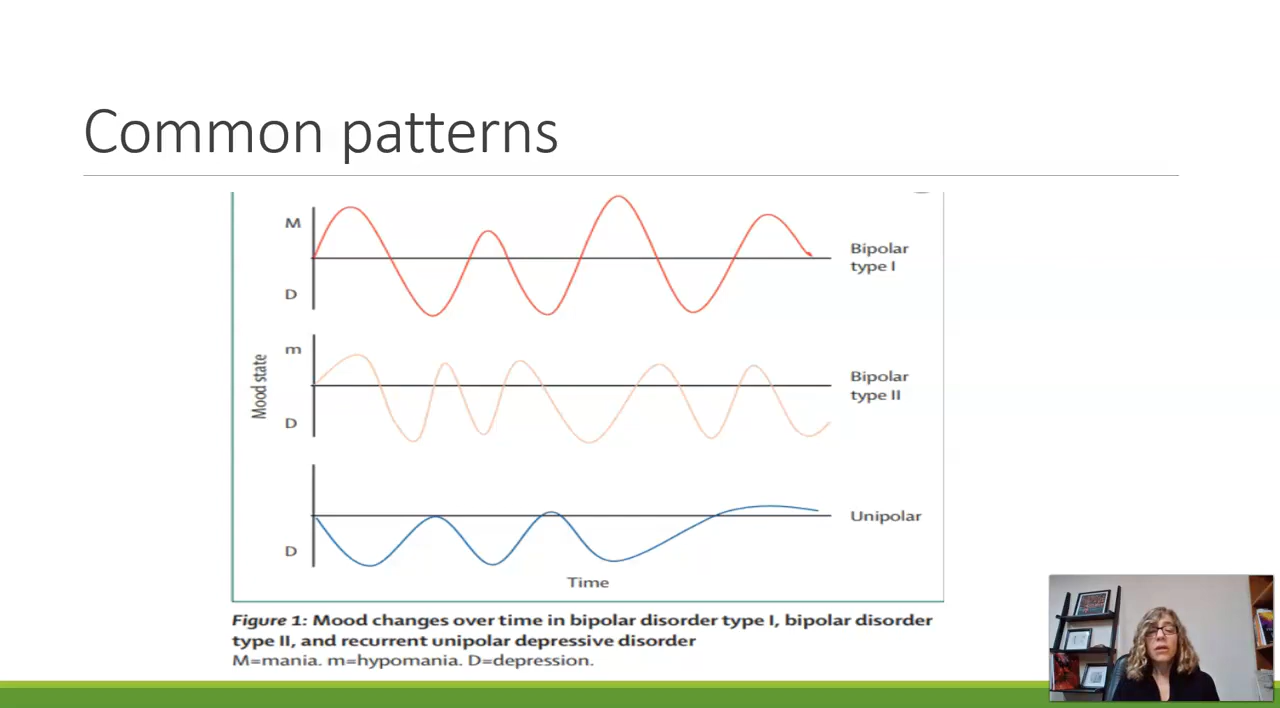 Common patterns
M
D
Bipolar
type I
Mood state
m
D
Bipolar
type II
D
Unipolar
Time
Figure 1: Mood changes over time in bipolar disorder type I, bipolar disorder
type II, and recurrent unipolar depressive disorder
M=mania. m=hypomania. D=depression.